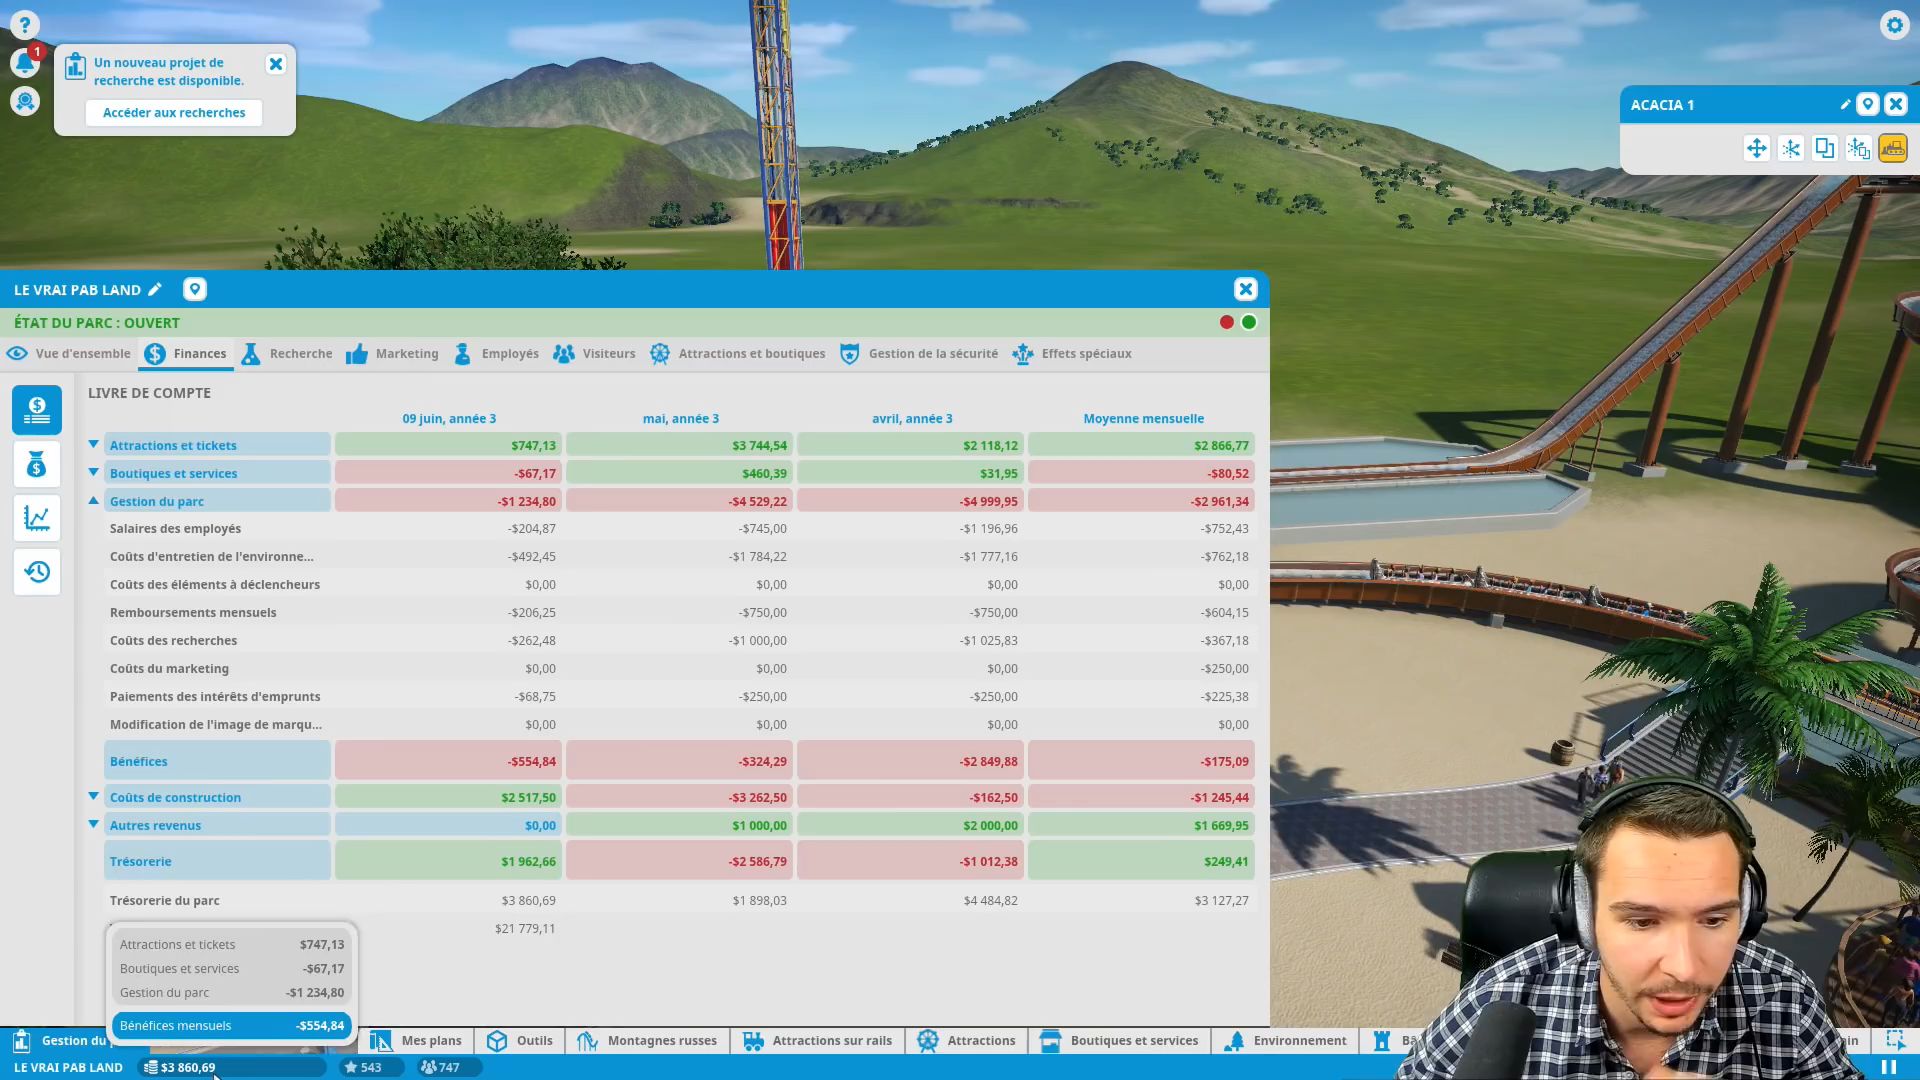 ?
1
Un nouveau projet de
recherche est disponible.
Accéder aux recherches
ACACIA 1
LE VRAI PAB LAND
ÉTAT DU PARC : OUVERT
Vue d'ensemble
Finances
Recherche
Marketing
Employés
Visiteurs
Attractions et boutiques
Gestion de la sécurité
Effets spéciaux
LIVRE DE COMPTE
09 juin, année 3 mai, année 3 avril, année 3 Moyenne mensuelle
Attractions et tickets $747,13 $3 744,54 $2 118,12 $2 866,77
Boutiques et services -$67,17 $460,39 $31,95 -$80,52
Gestion du parc -$1 234,80 -$4 529,22 -$4 999,95 -$2 961,34
Salaires des employés -$204,87 -$745,00 -$1 196,96 -$752,43
Coûts d'entretien de l'environne... -$492,45 -$1 784,22 -$1 777,16 -$762,18
Coûts des éléments à déclencheurs $0,00 $0,00 $0,00 $0,00
Remboursements mensuels -$206,25 -$750,00 -$750,00 -$604,15
Coûts des recherches -$262,48 -$1 000,00 -$1 025,83 -$367,18
Coûts du marketing $0,00 $0,00 $0,00 -$250,00
Paiements des intérêts d'emprunts -$68,75 -$250,00 -$250,00 -$225,38
Modification de l'image de marqu... $0,00 $0,00 $0,00 $0,00
Bénéfices -$554,84 -$324,29 -$2 849,88 -$175,09
Coûts de construction $2 517,50 -$3 262,50 -$162,50 -$1 245,44
Autres revenus $0,00 $1 000,00 $2 000,00 $1 669,95
Trésorerie $1 962,66 -$2 586,79 -$1 012,38 $249,41
Trésorerie du parc $3 860,69 $1 898,03 $4 484,82 $3 127,27
$21 779,11
Attractions et tickets $747,13
Boutiques et services -$67,17
Gestion du parc -$1 234,80
Bénéfices mensuels -$554,84
Gestion du
Mes plans
Outils
Montagnes russes
Attractions sur rails
Attractions
Boutiques et services
Environnement
LE VRAI PAB LAND $3 860,69 543 747